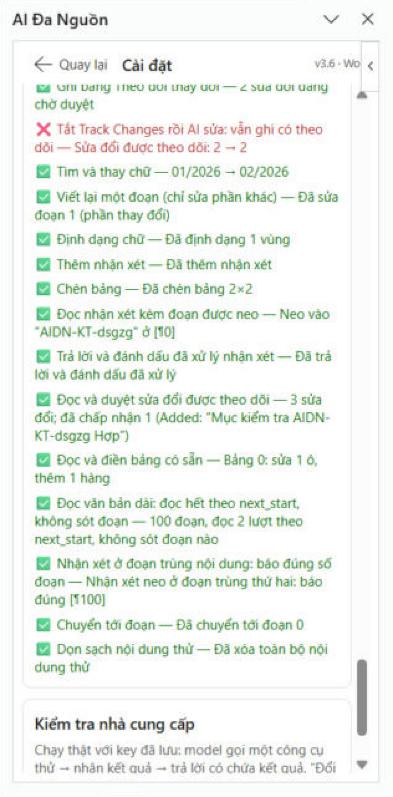 AI Đa Nguồn
Quay lại Cài đặt v3.6 - Wo
Ghi bằng Theo dõi thay đổi — 2 sửa đổi đang
chờ duyệt
Tắt Track Changes rồi AI sửa: vẫn ghi có theo
dõi — Sửa đổi được theo dõi: 2 → 2
Tìm và thay chữ — 01/2026 → 02/2026
Viết lại một đoạn (chỉ sửa phần khác) — Đã sửa
đoạn 1 (phần thay đổi)
Định dạng chữ — Đã định dạng 1 vùng
Thêm nhận xét — Đã thêm nhận xét
Chèn bảng — Đã chèn bảng 2×2
Đọc nhận xét kèm đoạn được neo — Neo vào
"AIDN-KT-dsgzg" ở [¶0]
Trả lời và đánh dấu đã xử lý nhận xét — Đã trả
lời và đánh dấu đã xử lý
Đọc và duyệt sửa đổi được theo dõi — 3 sửa
đổi; đã chấp nhận 1 (Added: "Mục kiểm tra AIDN-
KT-dsgzg Hợp")
Đọc và điền bảng có sẵn — Bảng 0: sửa 1 ô,
thêm 1 hàng
Đọc văn bản dài: đọc hết theo next_start,
không sót đoạn — 100 đoạn, đọc 2 lượt theo
next_start, không sót đoạn nào
Nhận xét ở đoạn trùng nội dung: báo đúng số
đoạn — Nhận xét neo ở đoạn trùng thứ hai: báo
đúng [¶100]
Chuyển tới đoạn — Đã chuyển tới đoạn 0
Dọn sạch nội dung thử — Đã xóa toàn bộ nội
dung thử
Kiểm tra nhà cung cấp
Chạy thật với key đã lưu: model gọi một công cụ
thử → nhận kết quả → trả lời có chứa kết quả. "Đổi